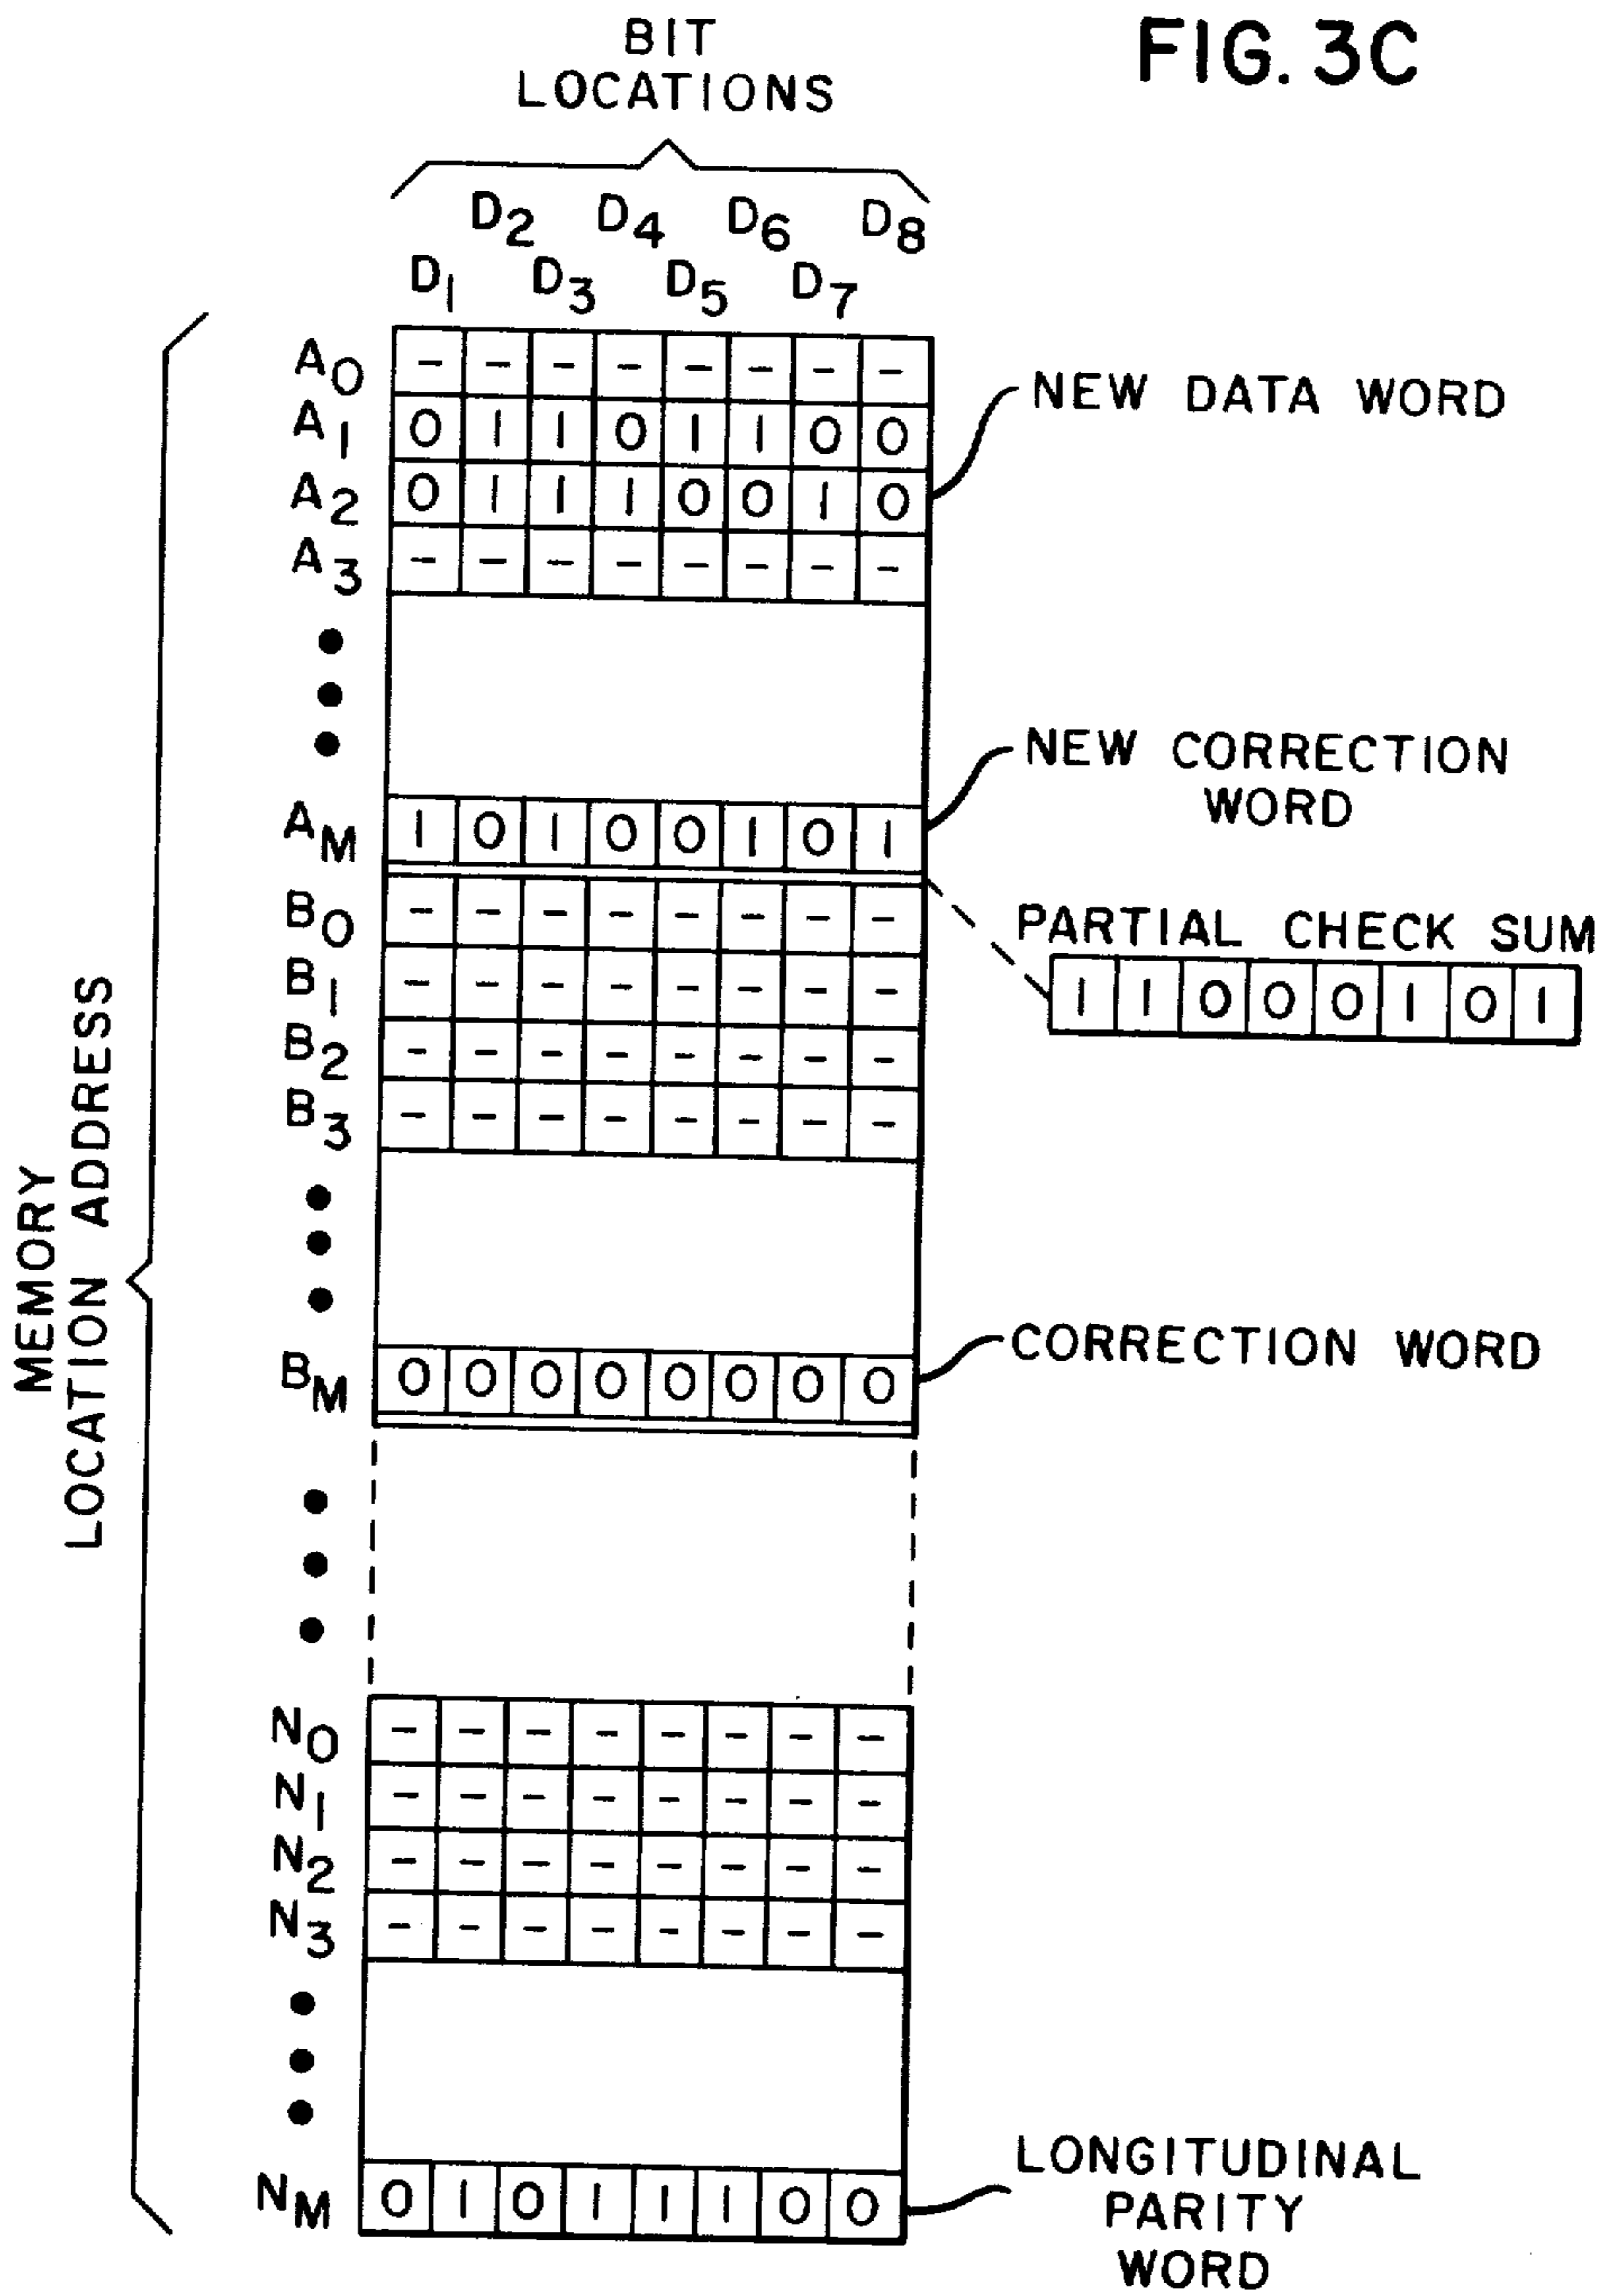 FIG. 3C
BIT
LOCATIONS
D2 D4 D6 D8
D1 D3 D5 D7
A0 - - - - - - - -
A1 0 1 1 0 1 1 0 0
A2 0 1 1 1 0 0 1 0
NEW DATA WORD
A3 - - - - - - - -
AM 1 0 1 0 0 1 0 1
NEW CORRECTION
WORD
B0 - - - - - - - -
PARTIAL CHECK SUM
1 1 0 0 0 1 0 1
B1 - - - - - - - -
B2 - - - - - - - -
B3 - - - - - - - -
BM 0 0 0 0 0 0 0 0
CORRECTION WORD
MEMORY
LOCATION ADDRESS
N0 - - - - - - - -
N1 - - - - - - - -
N2 - - - - - - - -
N3 - - - - - - - -
NM 0 1 0 1 1 1 0 0
LONGITUDINAL
PARITY
WORD